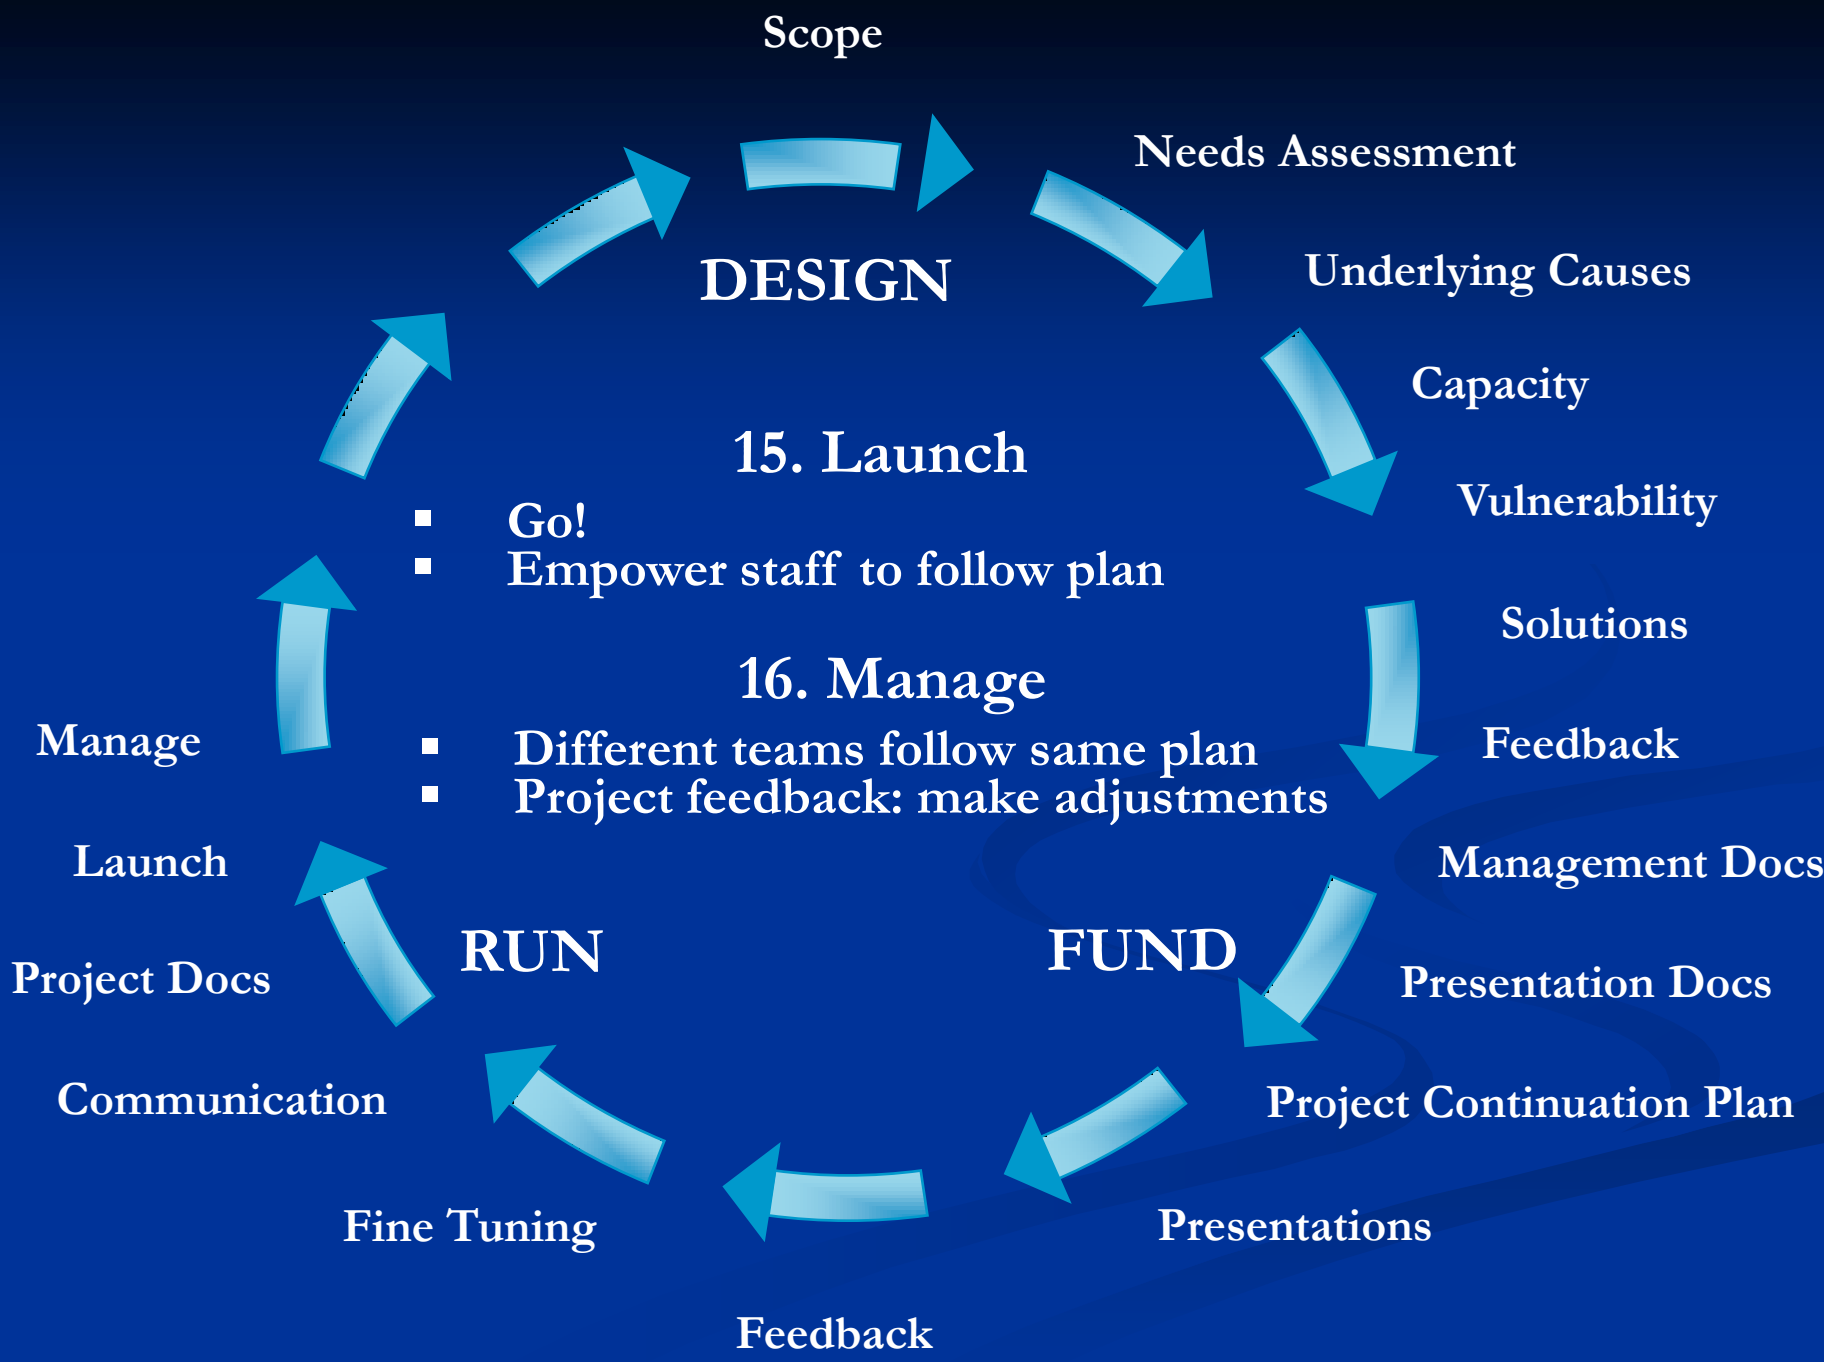 Scope
Needs Assessment
DESIGN
Underlying Causes
Capacity
15. Launch
Vulnerability
▪ Go!
▪ Empower staff to follow plan
Solutions
16. Manage
Manage
Feedback
▪ Different teams follow same plan
▪ Project feedback: make adjustments
Launch
Management Docs
RUN
FUND
Project Docs
Presentation Docs
Communication
Project Continuation Plan
Fine Tuning
Presentations
Feedback